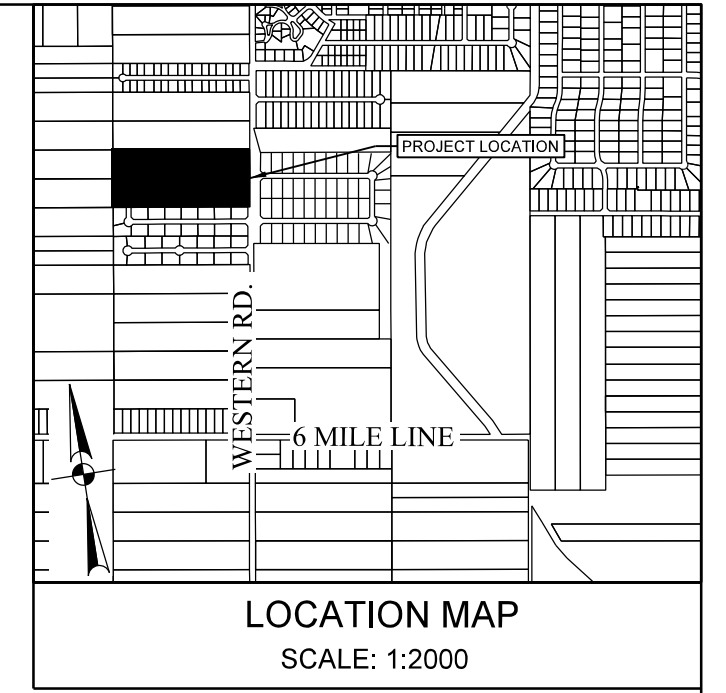 PROJECT LOCATION
WESTERN RD.
6 MILE LINE
LOCATION MAP
SCALE: 1:2000